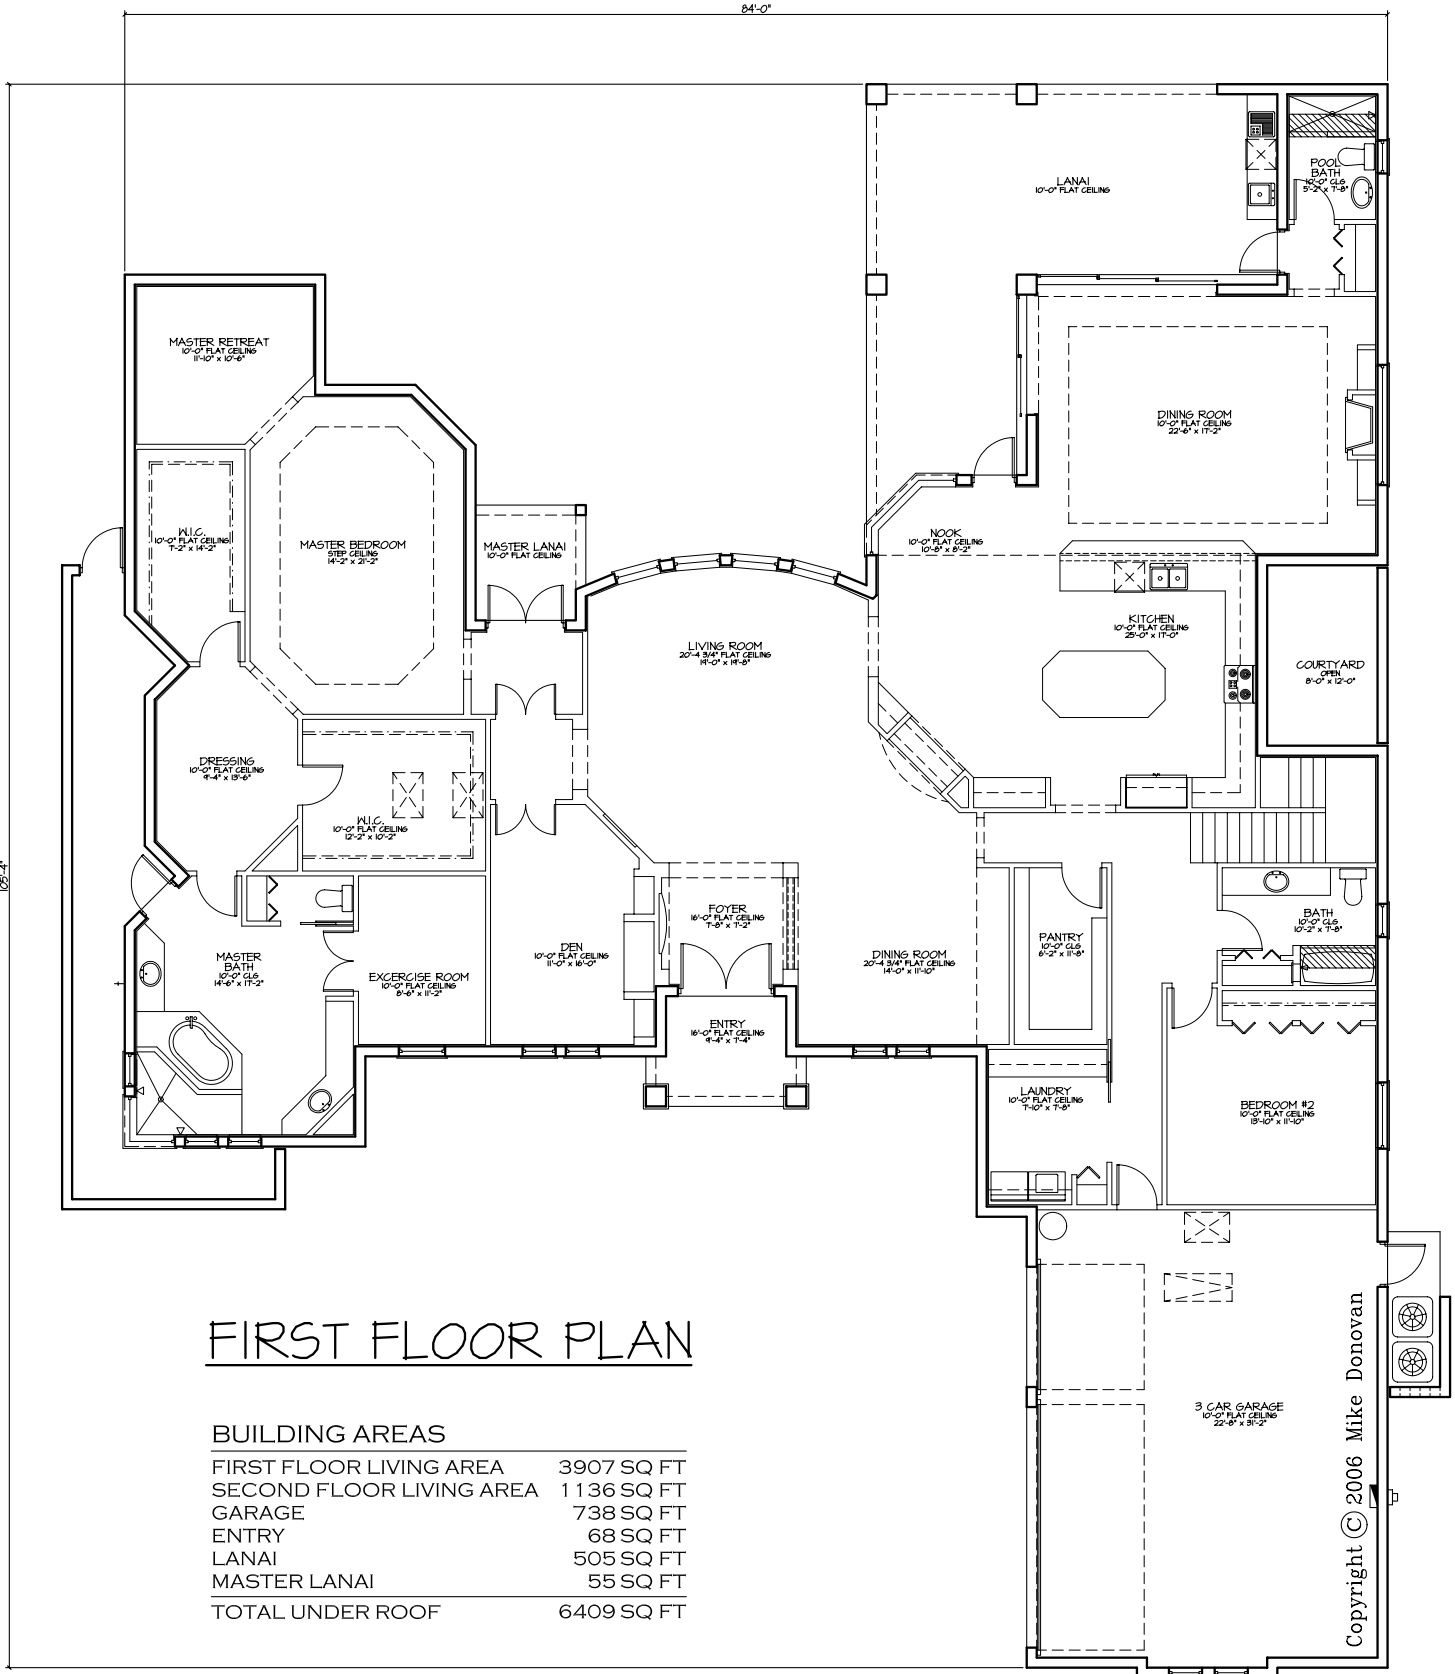 84'-0"
105'-4"
LANAI
10'-0" FLAT CEILING
POOL
BATH
10'-0" CLG
5'-2" x 7'-8"
MASTER RETREAT
10'-0" FLAT CEILING
11'-10" x 10'-6"
DINING ROOM
10'-0" FLAT CEILING
22'-6" x 17'-2"
W.I.C.
10'-0" FLAT CEILING
7'-2" x 14'-2"
MASTER BEDROOM
STEP CEILING
14'-2" x 21'-2"
MASTER LANAI
10'-0" FLAT CEILING
NOOK
10'-0" FLAT CEILING
10'-8" x 8'-2"
LIVING ROOM
20'-4 3/4" FLAT CEILING
19'-0" x 19'-8"
KITCHEN
10'-0" FLAT CEILING
25'-0" x 17'-0"
COURTYARD
OPEN
8'-0" x 12'-0"
DRESSING
10'-0" FLAT CEILING
9'-4" x 13'-6"
W.I.C.
10'-0" FLAT CEILING
12'-2" x 10'-2"
FOYER
16'-0" FLAT CEILING
7'-8" x 7'-2"
BATH
10'-0" CLG
10'-2" x 7'-8"
MASTER
BATH
10'-0" CLG
14'-6" x 17'-2"
EXCERCISE ROOM
10'-0" FLAT CEILING
8'-6" x 11'-2"
DEN
10'-0" FLAT CEILING
11'-0" x 16'-0"
DINING ROOM
20'-4 3/4" FLAT CEILING
14'-0" x 11'-10"
PANTRY
10'-0" CLG
6'-2" x 11'-8"
ENTRY
16'-0" FLAT CEILING
9'-4" x 7'-4"
LAUNDRY
10'-0" FLAT CEILING
7'-10" x 7'-8"
BEDROOM #2
10'-0" FLAT CEILING
13'-10" x 11'-10"
3 CAR GARAGE
10'-0" FLAT CEILING
22'-8" x 31'-2"
Copyright © 2006 Mike Donovan
FIRST FLOOR PLAN
BUILDING AREAS
FIRST FLOOR LIVING AREA 3907 SQ FT
SECOND FLOOR LIVING AREA 1136 SQ FT
GARAGE 738 SQ FT
ENTRY 68 SQ FT
LANAI 505 SQ FT
MASTER LANAI 55 SQ FT
TOTAL UNDER ROOF 6409 SQ FT